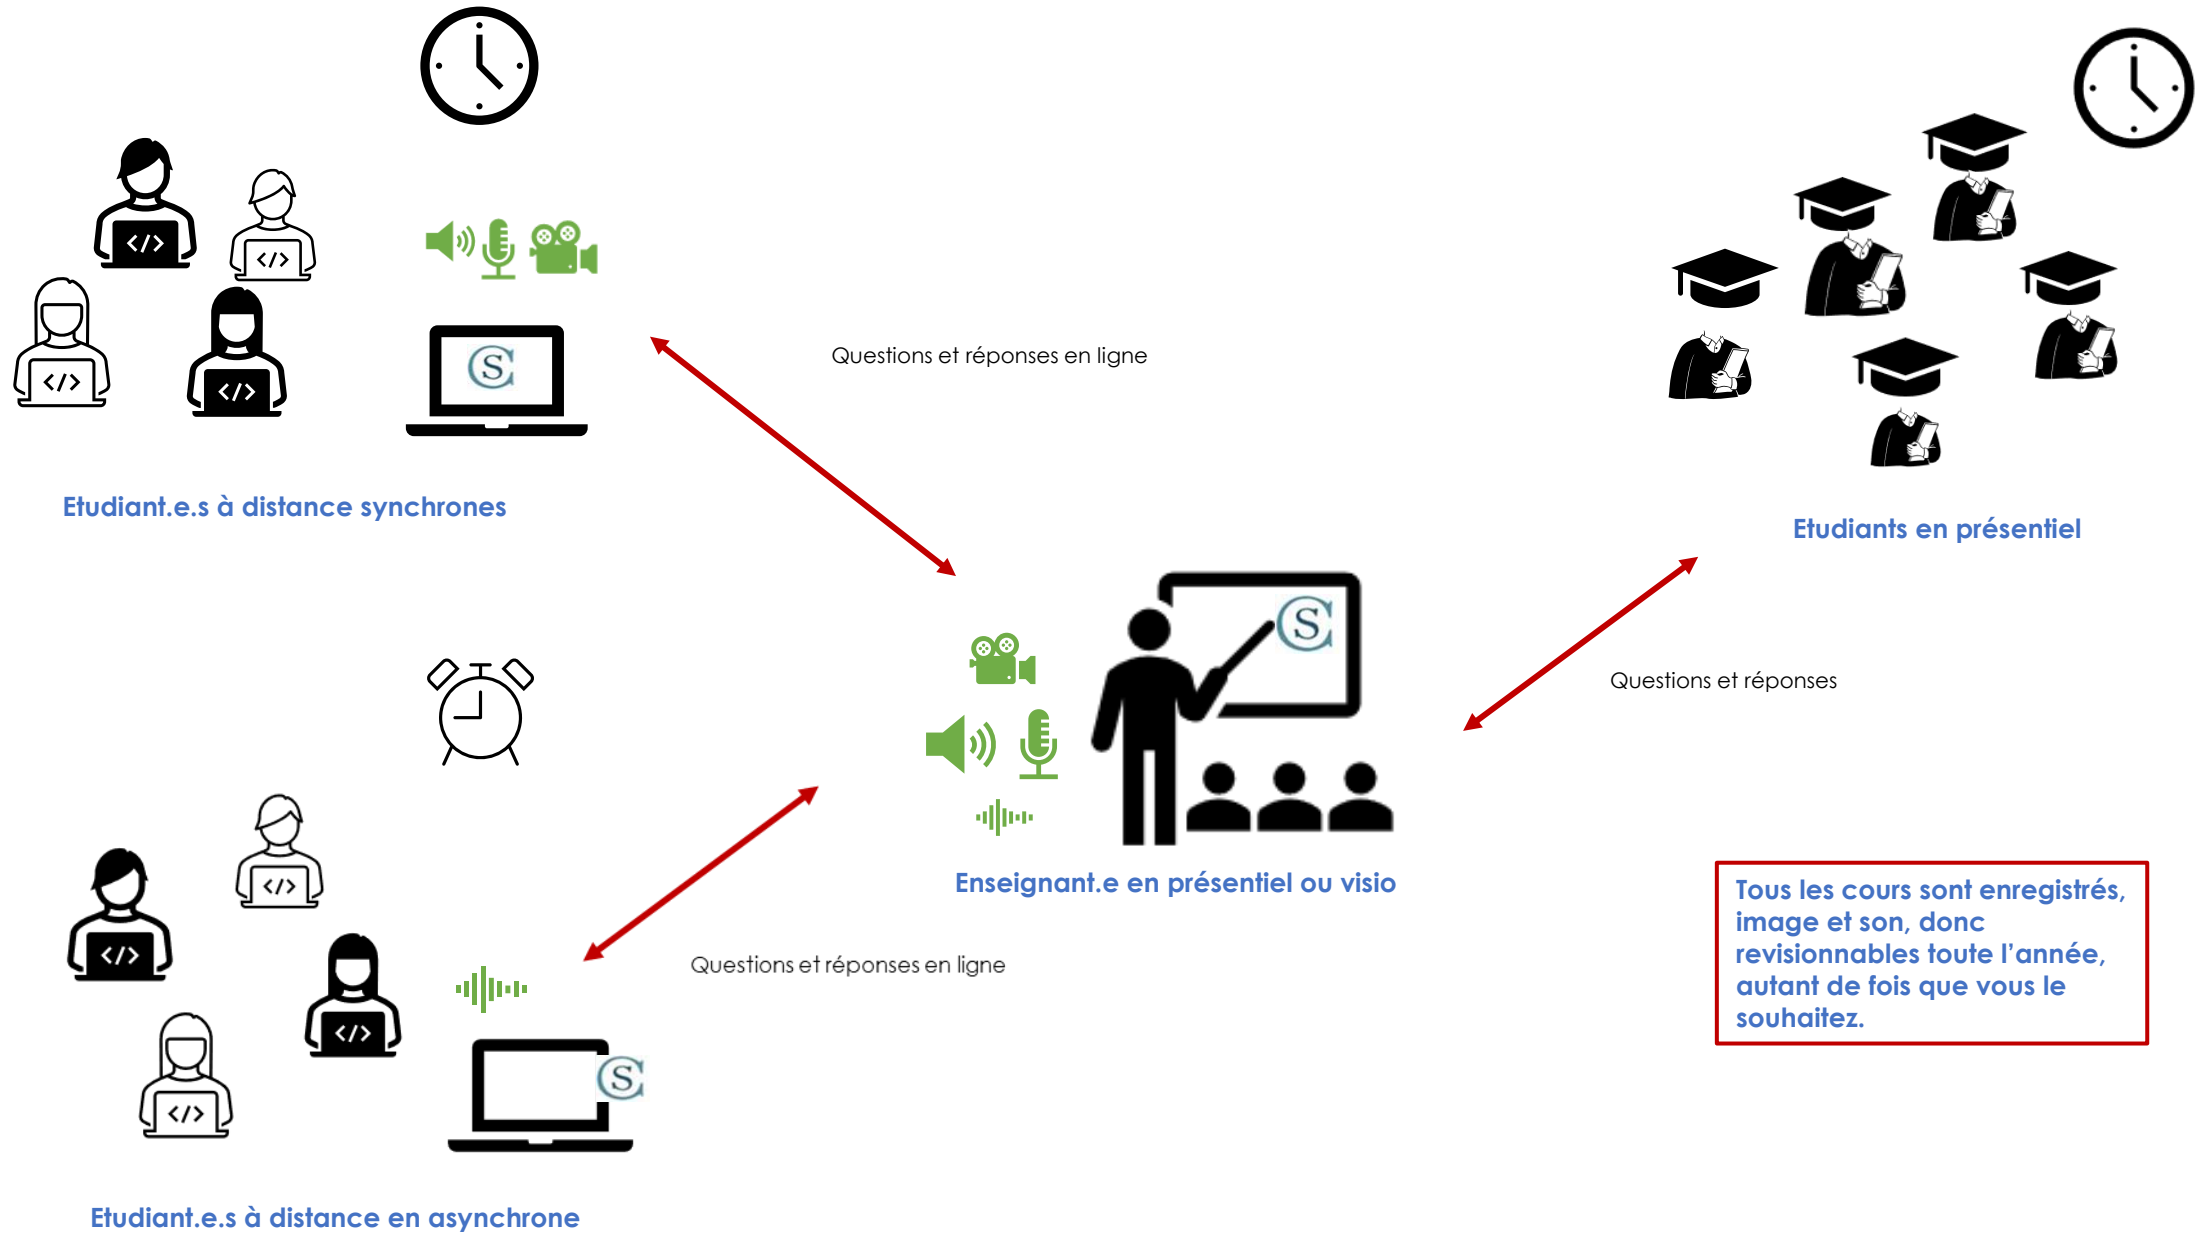 </>
</>
</>
</>
S
C
Questions et réponses en ligne
Etudiant.e.s à distance synchrones
Etudiants en présentiel
S
C
Questions et réponses
Enseignant.e en présentiel ou visio
Tous les cours sont enregistrés,
image et son, donc
revisionnables toute l’année,
autant de fois que vous le
souhaitez.
</>
</>
</>
</>
Questions et réponses en ligne
S
C
Etudiant.e.s à distance en asynchrone